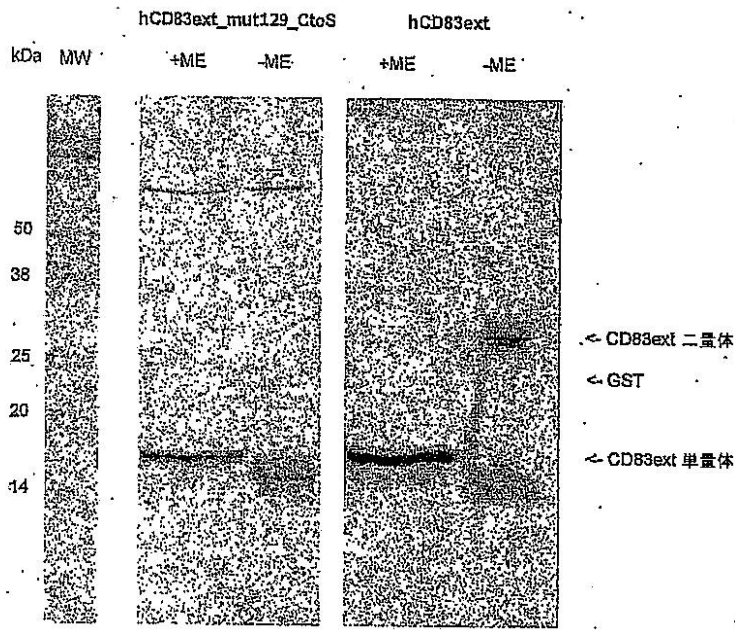 hCD83ext_mut129_CtoS hCD83ext
kDa MW +ME -ME +ME -ME
50
38
<- CD83ext 二量体
25
<- GST
20
<- CD83ext 単量体
14